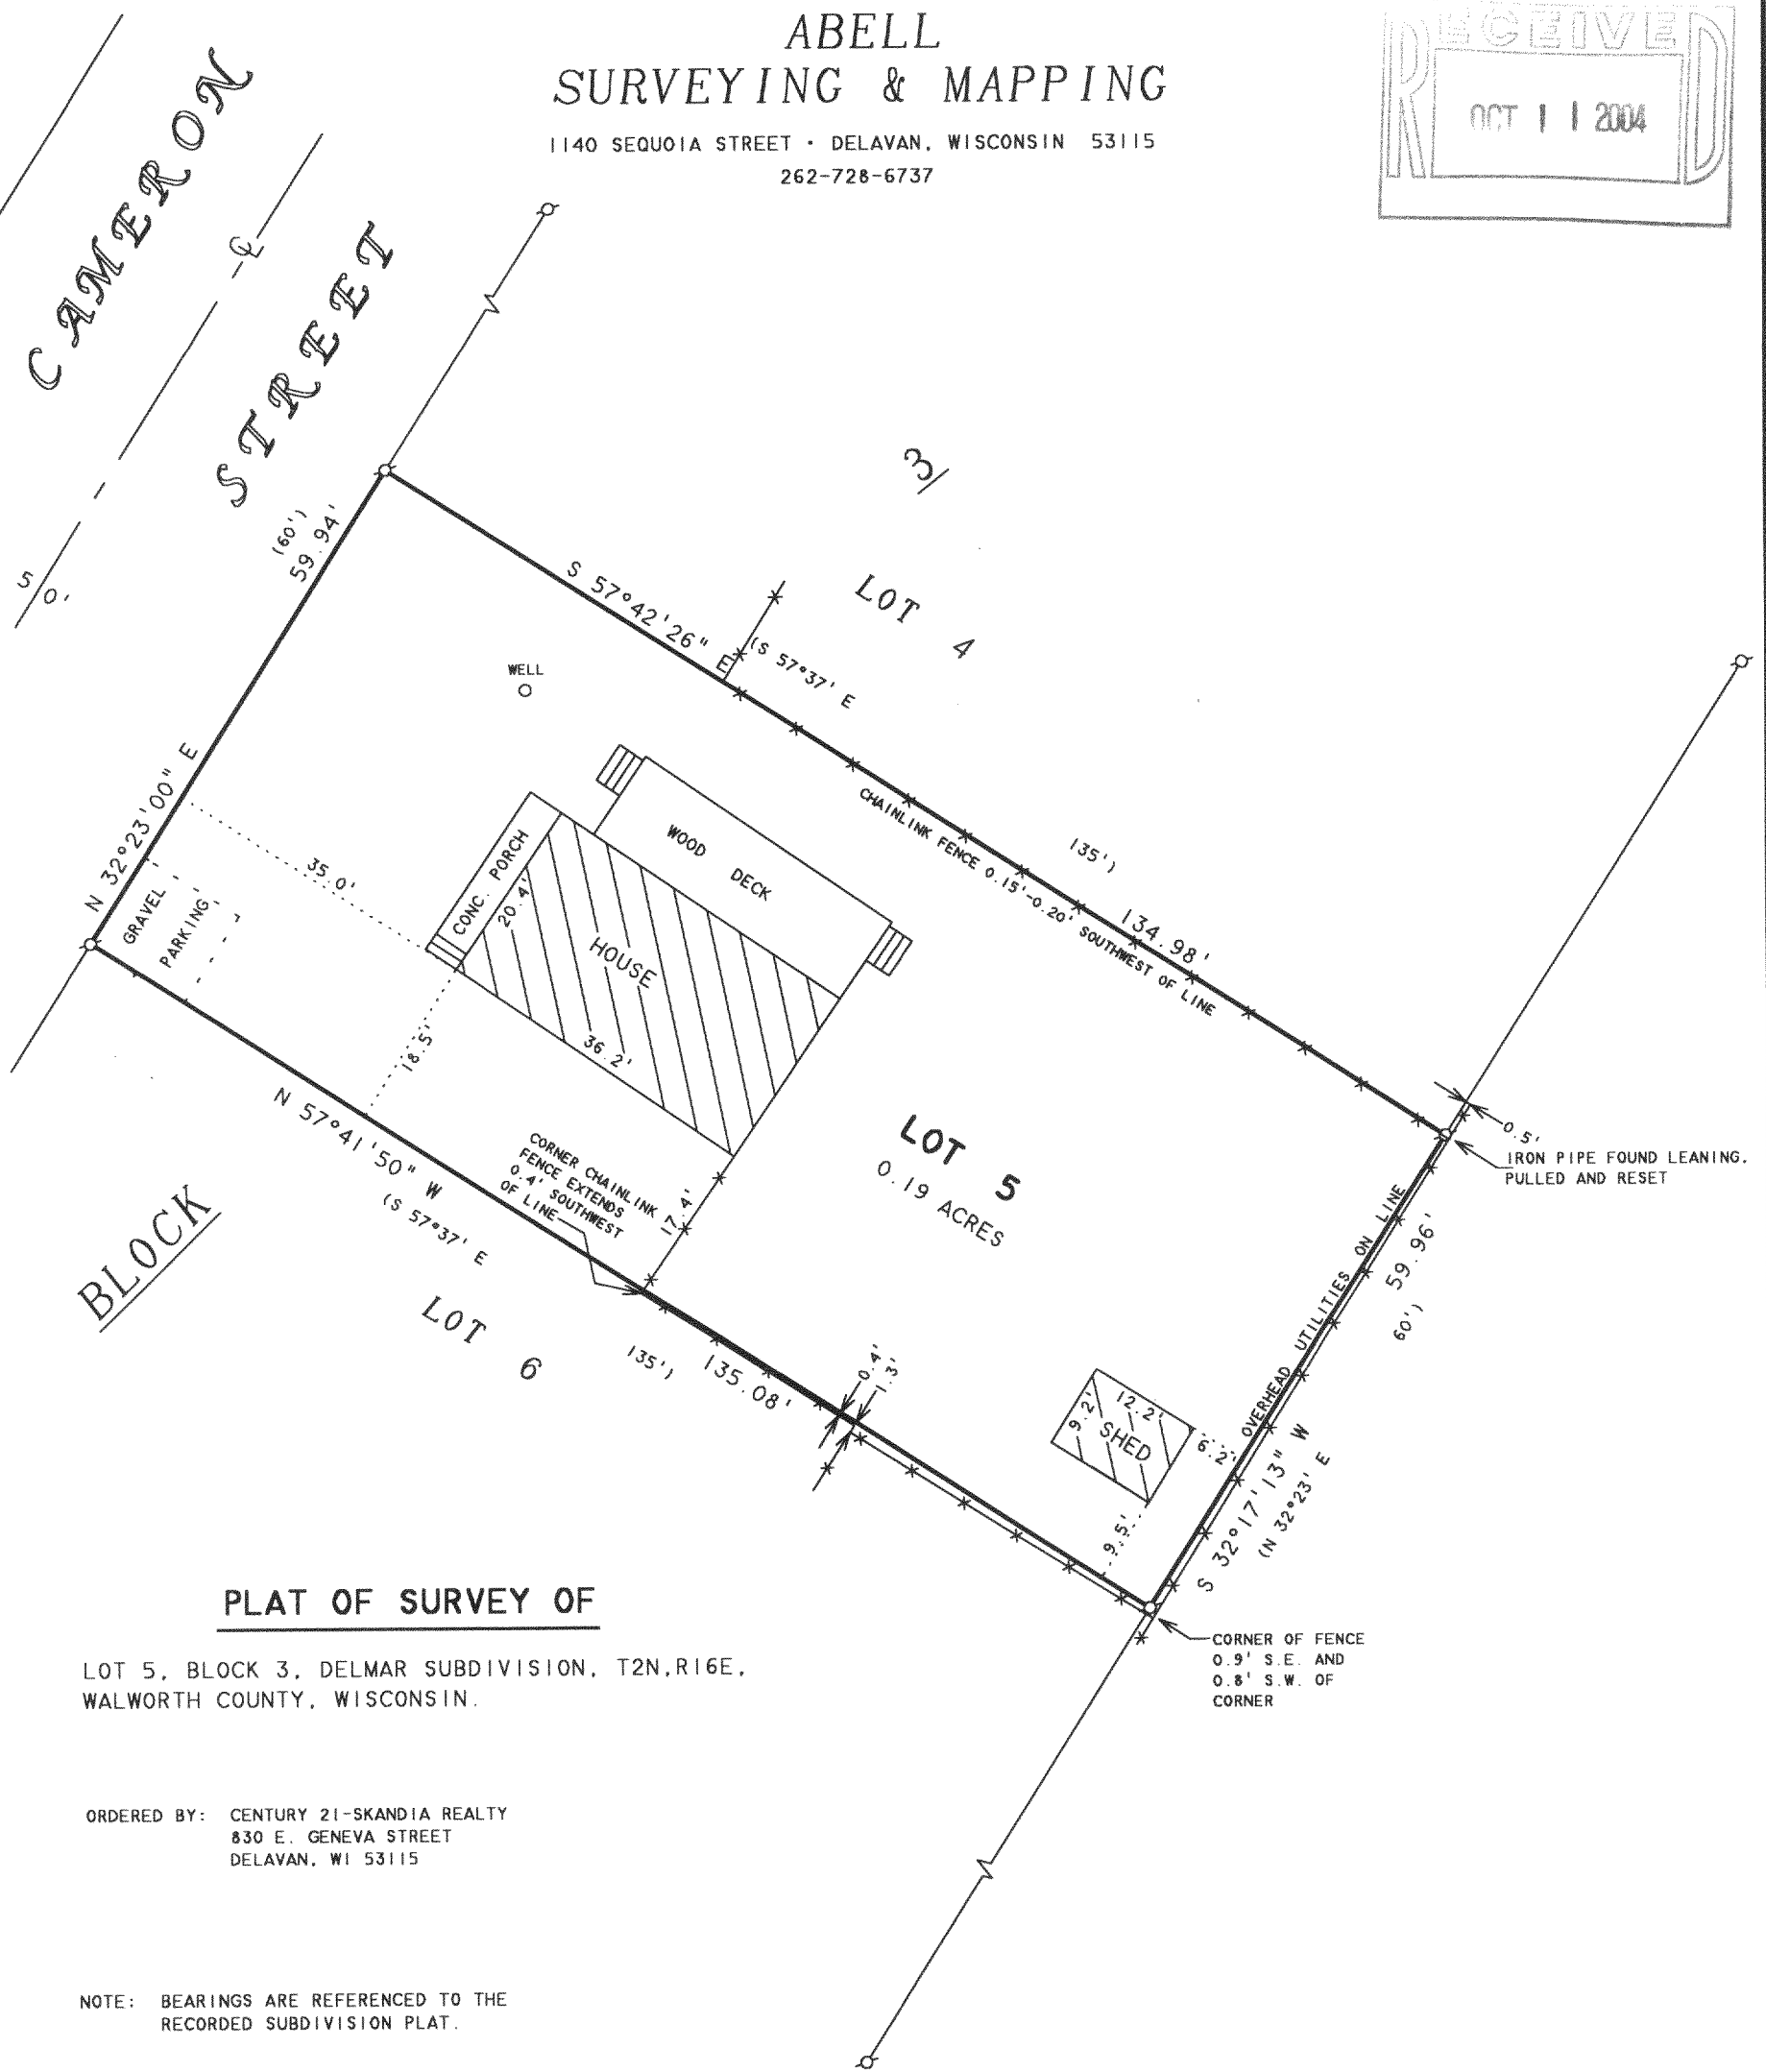 ABELL
SURVEYING & MAPPING
1140 SEQUOIA STREET · DELAVAN, WISCONSIN 53115
262-728-6737
RECEIVED
OCT 11 2004
CAMERON
STREET
℄
50'
(60')
59.94'
N 32°23'00" E
S 57°42'26" E
(S 57°37' E
135')
134.98'
3
LOT 4
WELL
CHAINLINK FENCE 0.15'-0.20' SOUTHWEST OF LINE
WOOD DECK
CONC. PORCH
20.4'
HOUSE
36.2'
35.0'
GRAVEL
PARKING
18.5'
N 57°41'50" W
(S 57°37' E
135')
135.08'
CORNER CHAINLINK
FENCE EXTENDS
0.4' SOUTHWEST
OF LINE
17.4'
LOT 5
0.19 ACRES
0.5'
IRON PIPE FOUND LEANING.
PULLED AND RESET
OVERHEAD UTILITIES ON LINE
59.96'
60')
S 32°17'13" W
(N 32°23' E
BLOCK
LOT 6
0.4'
1.3'
9.2'
12.2'
SHED
6.2'
9.5'
CORNER OF FENCE
0.9' S.E. AND
0.8' S.W. OF
CORNER
PLAT OF SURVEY OF
LOT 5, BLOCK 3, DELMAR SUBDIVISION, T2N,R16E,
WALWORTH COUNTY, WISCONSIN.
ORDERED BY: CENTURY 21-SKANDIA REALTY
830 E. GENEVA STREET
DELAVAN, WI 53115
NOTE: BEARINGS ARE REFERENCED TO THE
RECORDED SUBDIVISION PLAT.